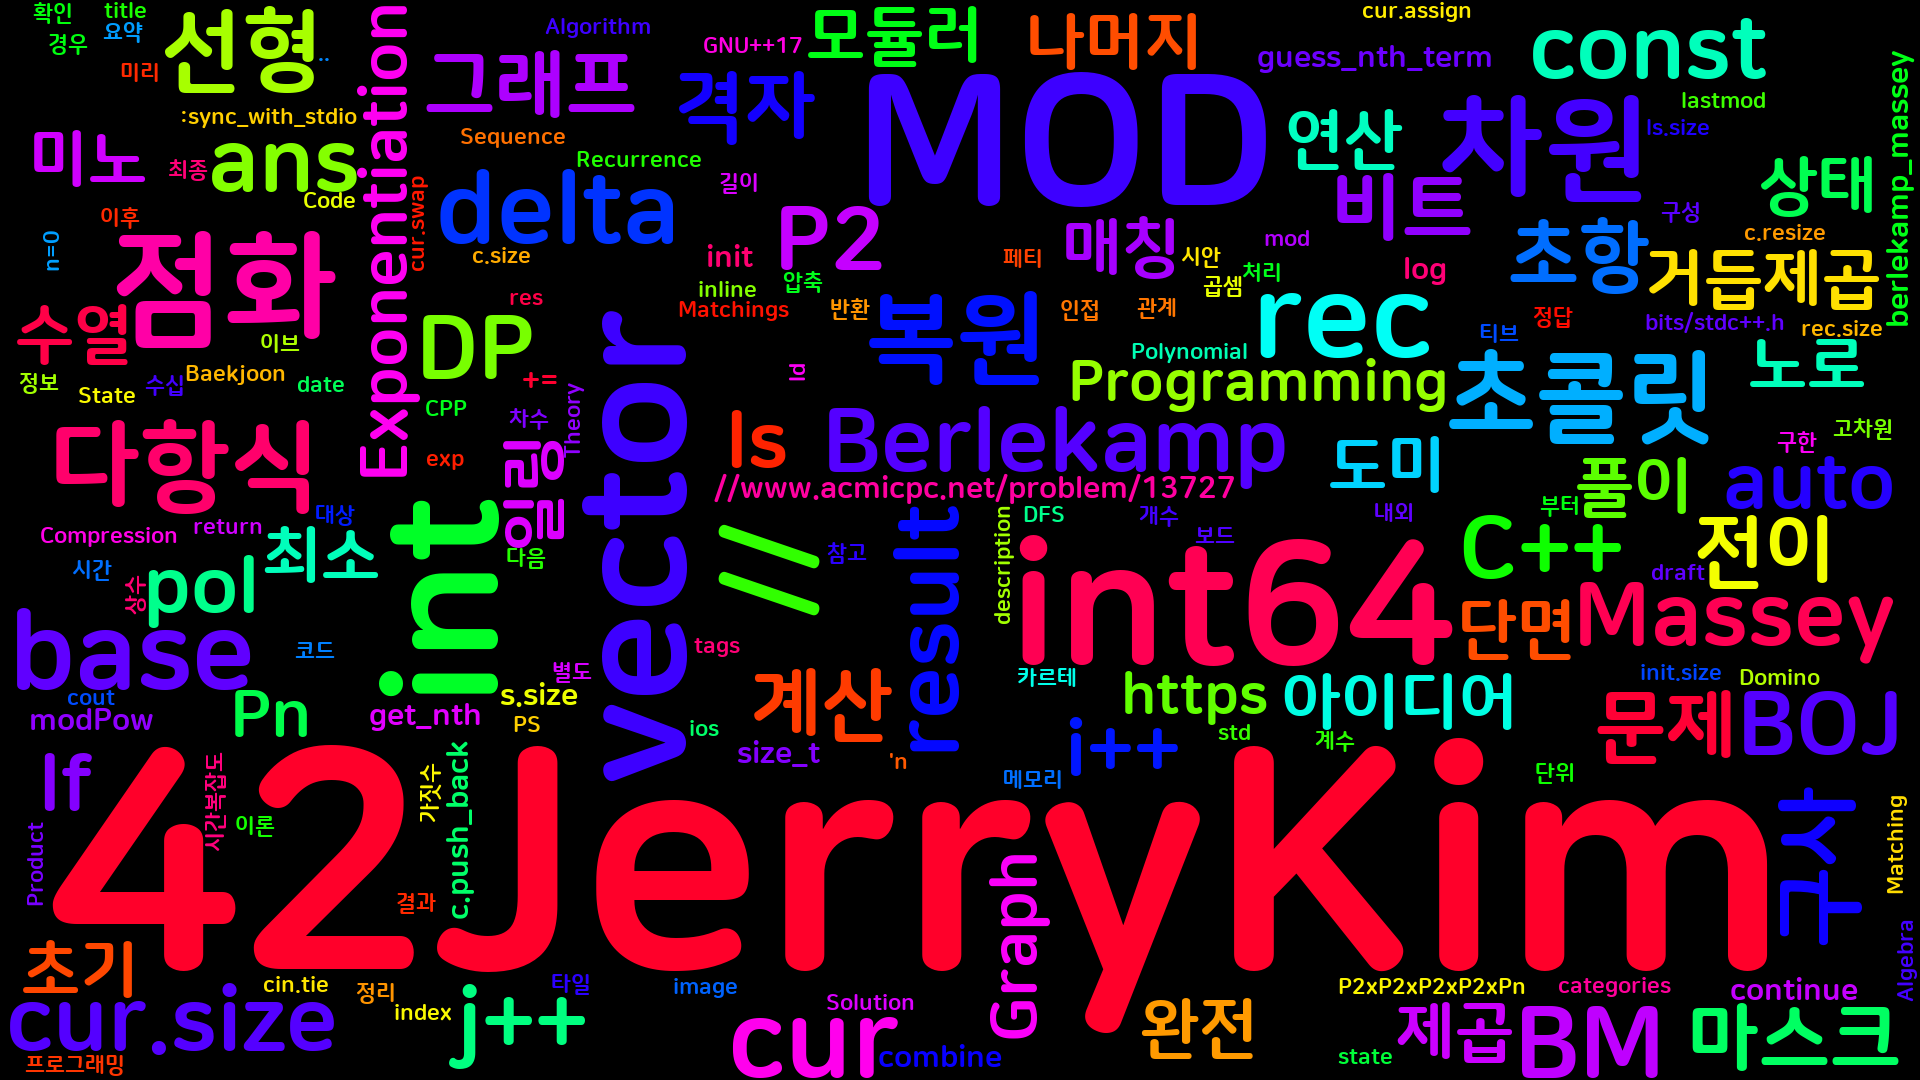 확인
title
경우
요약
미리
선형
..
Exponentiation
Algorithm
그래프
GNU++17
모듈러
나머지
cur.assign
guess_nth_term
const
lastmod
berlekamp_massey
:sync_with_stdio
격자
MOD
연산
차원
ls.size
미노
최종
ans
Code
Sequence
Recurrence
길이
비트
상태
이후
cur.swap
delta
c.size
P2
매칭
mod
시안
구성
c.resize
n=0
점화
init
페티
처리
곱셈
log
초항
거듭제곱
압축
inline
수열
이브
res
Matchings
반환
복원
인접
관계
rec
티브
정답
bits/stdc++.h
rec.size
DP
+=
vector
Polynomial
노로
정보
State
수십
Baekjoon
date
CPP
차수
Theory
ld
Programming
초콜릿
다항식
exp
일링
ls
Berlekamp
도미
구한
고차원
//www.acmicpc.net/problem/13727
풀이
auto
Compression
return
대상
int
result
description
DFS
개수
내외
부터
최소
다음
//
참고
보드
C++
전이
시간
상수
pol
int64
draft
base
코드
tags
단면
Massey
cout
별도
s.size
계산
카르테
https
아이디어
init.size
Domino
modPow
Pn
get_nth
PS
ios
size_t
'n
i++
std
계수
문제
BOJ
lf
시간복잡도
가짓수
c.push_back
메모리
단위
Product
이론
42JerryKim
구사
Matching
결과
Graph
Algebra
초기
cin.tie
정리
타일
image
P2xP2xP2xP2xPn
categories
continue
cur.size
index
j++
Solution
완전
제곱
BM
마스크
프로그래밍
cur
combine
state